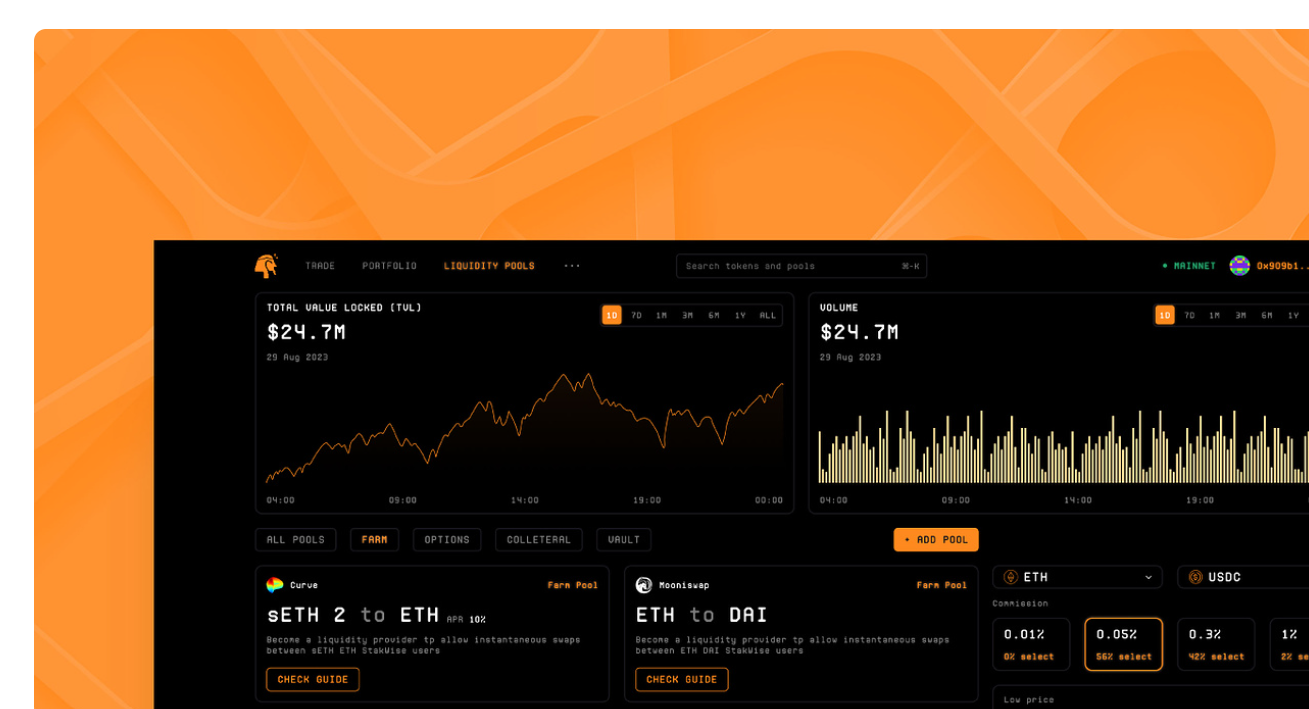 TRADE PORTFOLIO LIQUIDITY POOLS ... Search tokens and pools ⌘-K • MAINNET 0x909b1..
TOTAL VALUE LOCKED (TVL)
$24.7M
29 Aug 2023
1D 7D 1M 3M 6M 1Y ALL
04:00 09:00 14:00 19:00 00:00
VOLUME
$24.7M
29 Aug 2023
1D 7D 1M 3M 6M 1Y
04:00 09:00 14:00 19:00
ALL POOLS FARM OPTIONS COLLETERAL VAULT + ADD POOL
Curve Farm Pool
sETH 2 to ETH APR 10%
Become a liquidity provider tp allow instantaneous swaps
between sETH ETH StakWise users
CHECK GUIDE
Mooniswap Farm Pool
ETH to DAI
Become a liquidity provider tp allow instantaneous swaps
between ETH DAI StakWise users
CHECK GUIDE
ETH USDC
Commission
0.01% 0.05% 0.3% 1%
0% select 56% select 42% select 2% se
Low price